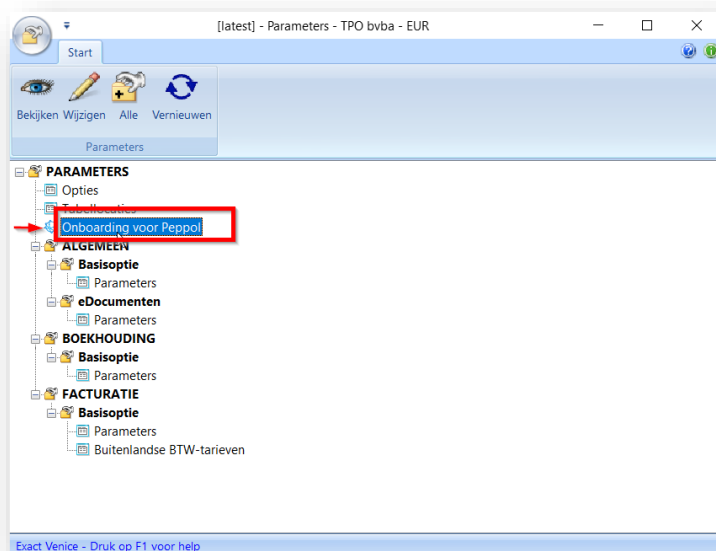 [latest] - Parameters - TPO bvba - EUR
Start
Bekijken Wijzigen Alle Vernieuwen
Parameters
PARAMETERS
Opties
Tabellocaties
Onboarding voor Peppol
ALGEMEEN
Basisoptie
Parameters
eDocumenten
Parameters
BOEKHOUDING
Basisoptie
Parameters
FACTURATIE
Basisoptie
Parameters
Buitenlandse BTW-tarieven
Exact Venice - Druk op F1 voor help